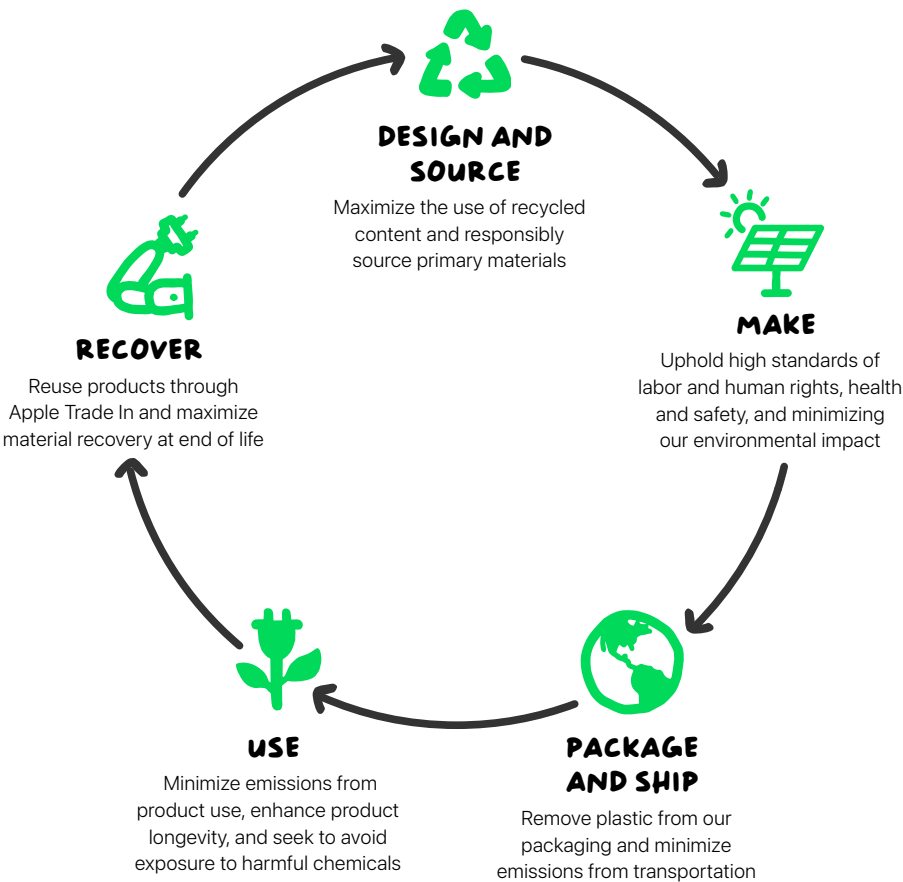 DESIGN AND
SOURCE
Maximize the use of recycled
content and responsibly
source primary materials
MAKE
Uphold high standards of
labor and human rights, health
and safety, and minimizing
our environmental impact
PACKAGE
AND SHIP
Remove plastic from our
packaging and minimize
emissions from transportation
USE
Minimize emissions from
product use, enhance product
longevity, and seek to avoid
exposure to harmful chemicals
RECOVER
Reuse products through
Apple Trade In and maximize
material recovery at end of life